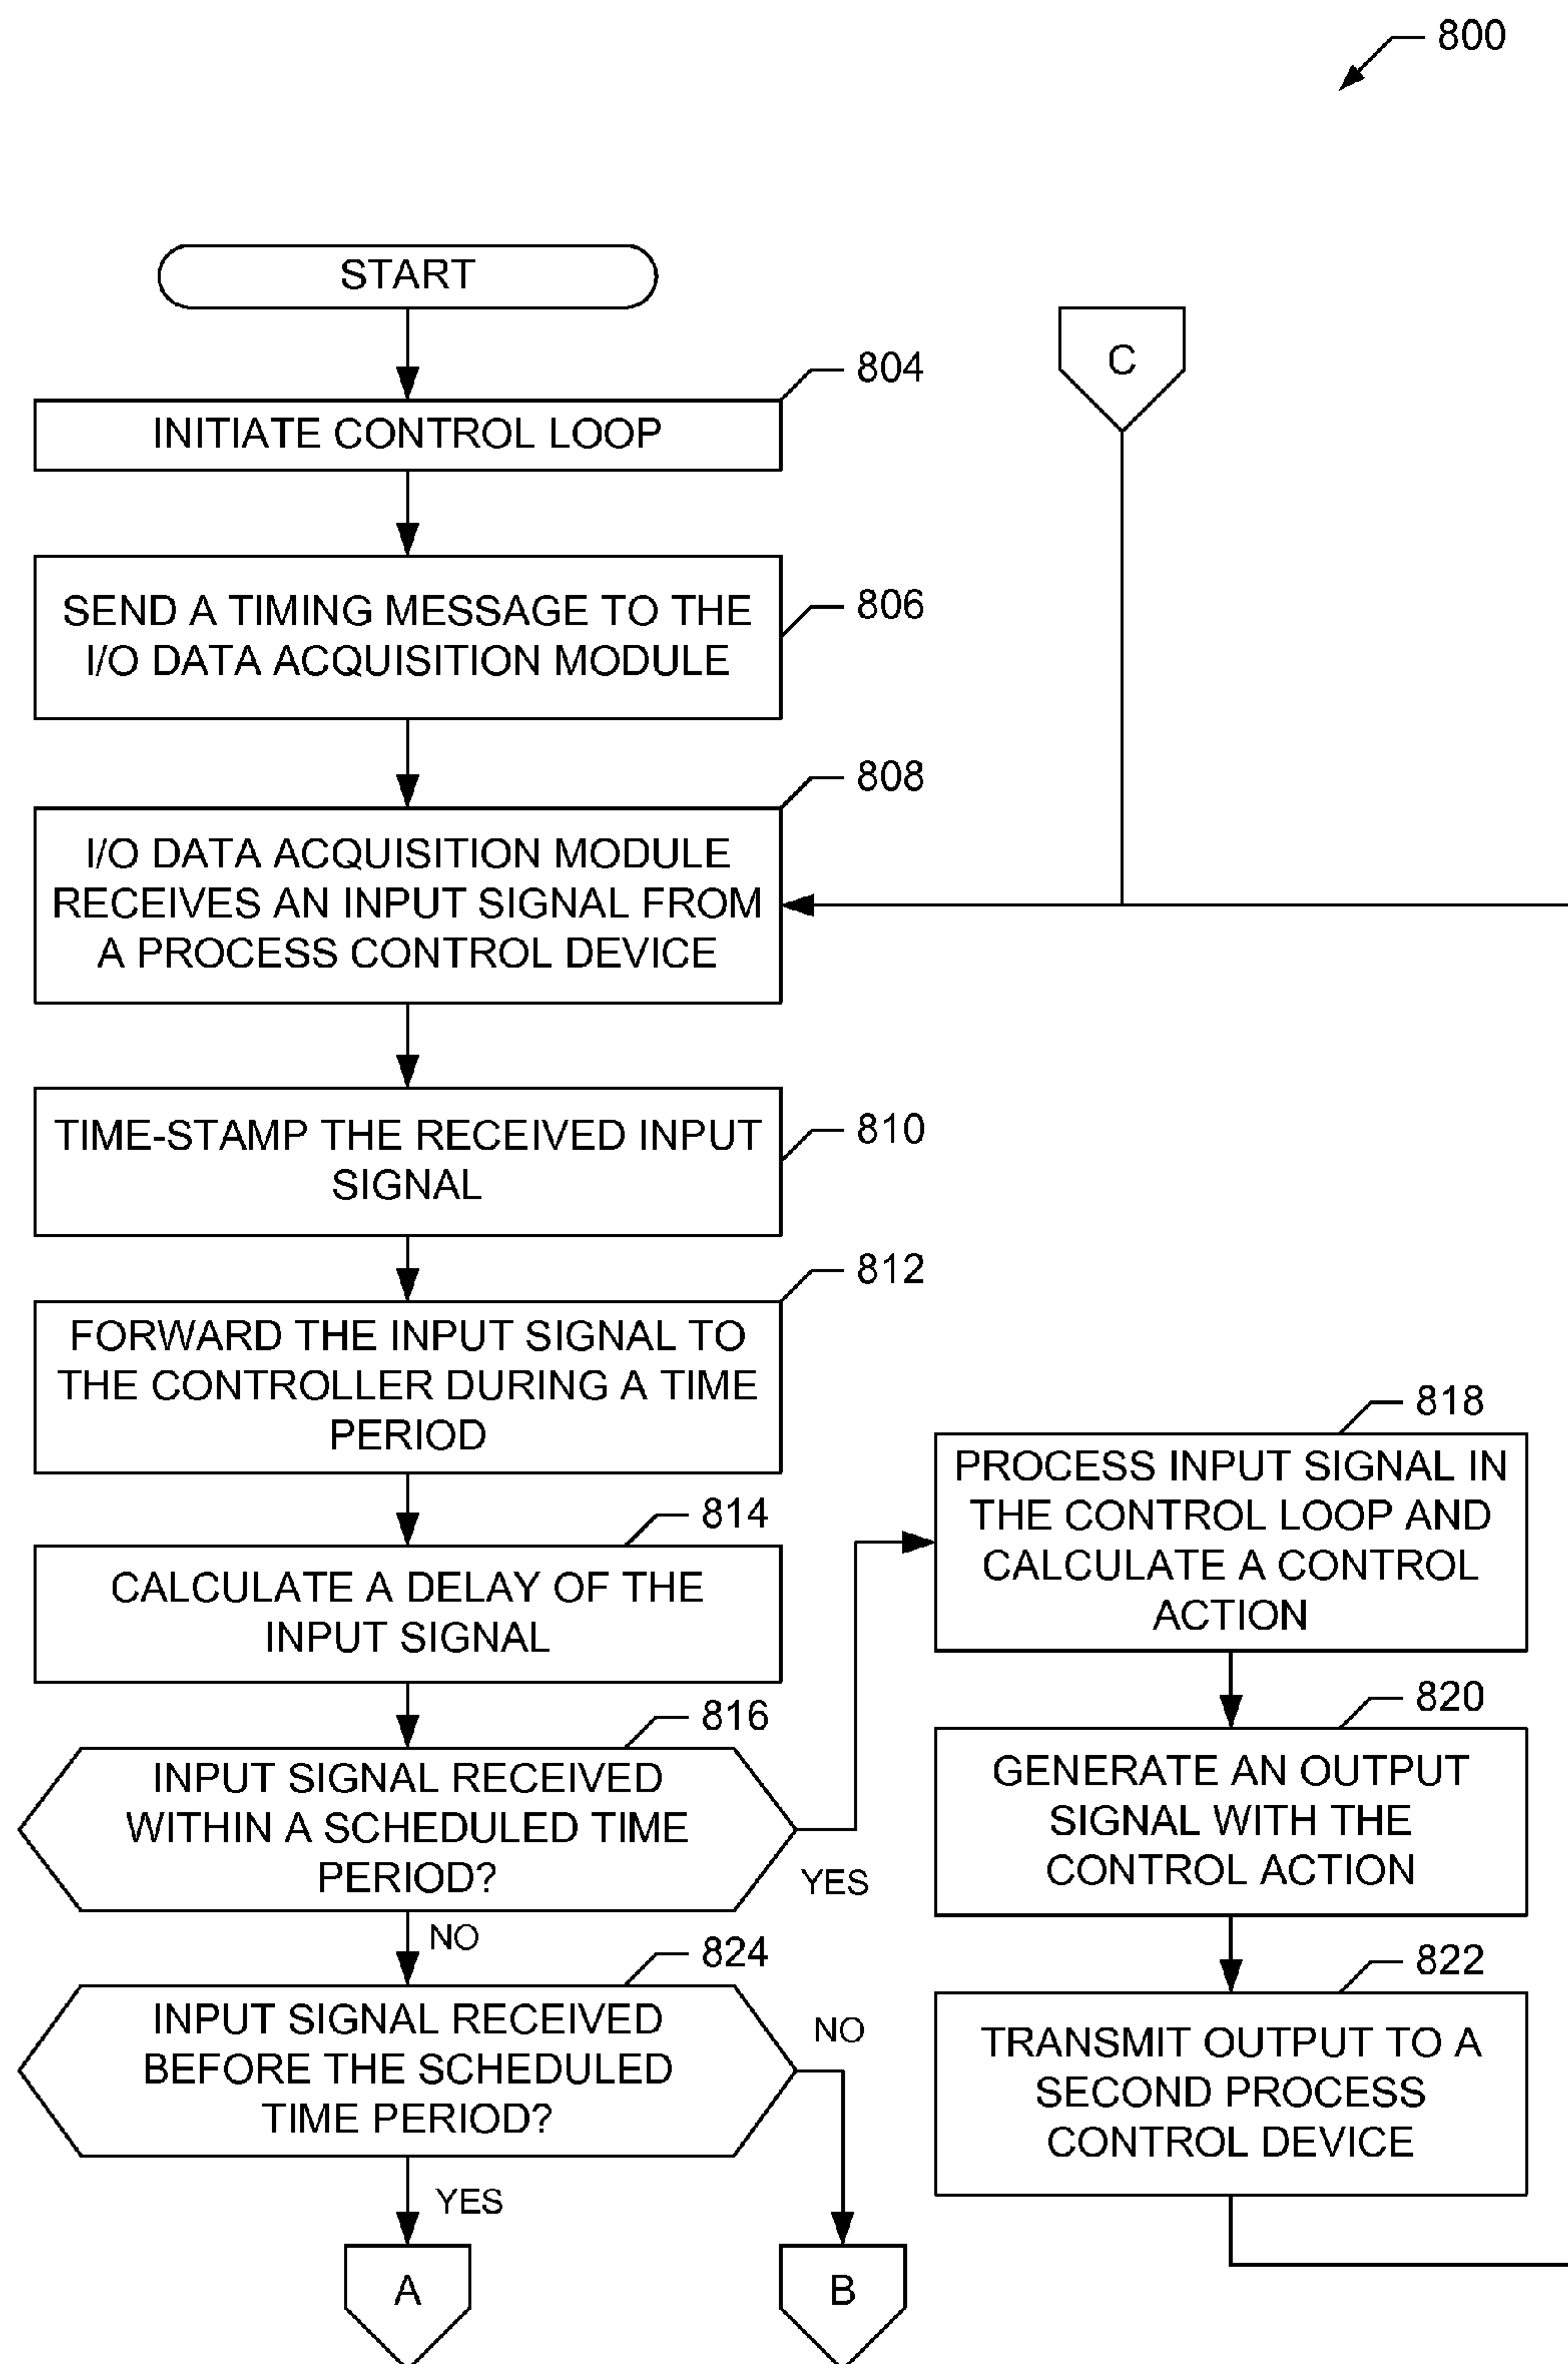 800
START
C
804
INITIATE CONTROL LOOP
806
SEND A TIMING MESSAGE TO THE
I/O DATA ACQUISITION MODULE
808
I/O DATA ACQUISITION MODULE
RECEIVES AN INPUT SIGNAL FROM
A PROCESS CONTROL DEVICE
810
TIME-STAMP THE RECEIVED INPUT
SIGNAL
812
FORWARD THE INPUT SIGNAL TO
THE CONTROLLER DURING A TIME
PERIOD
814
CALCULATE A DELAY OF THE
INPUT SIGNAL
816
INPUT SIGNAL RECEIVED
WITHIN A SCHEDULED TIME
PERIOD?
YES
NO
818
PROCESS INPUT SIGNAL IN
THE CONTROL LOOP AND
CALCULATE A CONTROL
ACTION
820
GENERATE AN OUTPUT
SIGNAL WITH THE
CONTROL ACTION
822
TRANSMIT OUTPUT TO A
SECOND PROCESS
CONTROL DEVICE
824
INPUT SIGNAL RECEIVED
BEFORE THE SCHEDULED
TIME PERIOD?
NO
YES
A
B